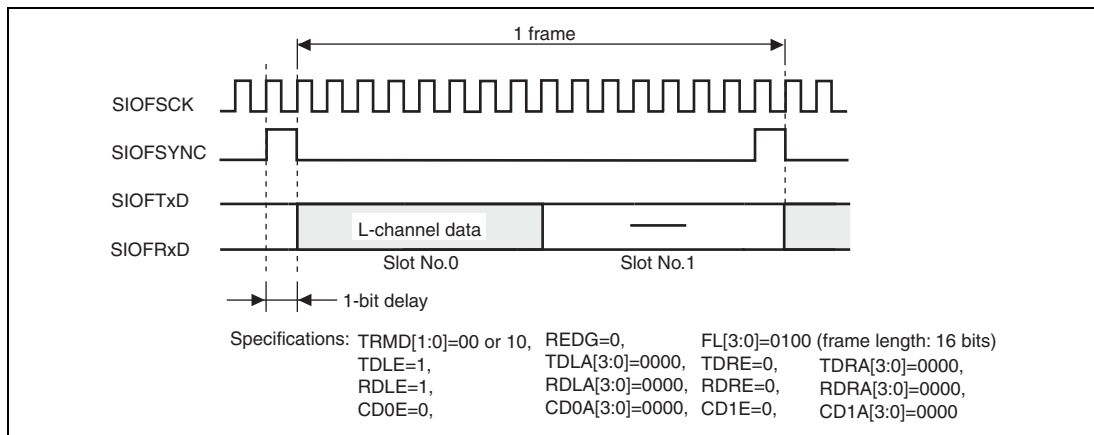 1 frame
SIOFSCK
SIOFSYNC
SIOFTxD
L-channel data
SIOFRxD
Slot No.0
Slot No.1
1-bit delay
Specifications: TRMD[1:0]=00 or 10, REDG=0, FL[3:0]=0100 (frame length: 16 bits)
TDLE=1, TDLA[3:0]=0000, TDRE=0, TDRA[3:0]=0000,
RDLE=1, RDLA[3:0]=0000, RDRE=0, RDRA[3:0]=0000,
CD0E=0, CD0A[3:0]=0000, CD1E=0, CD1A[3:0]=0000